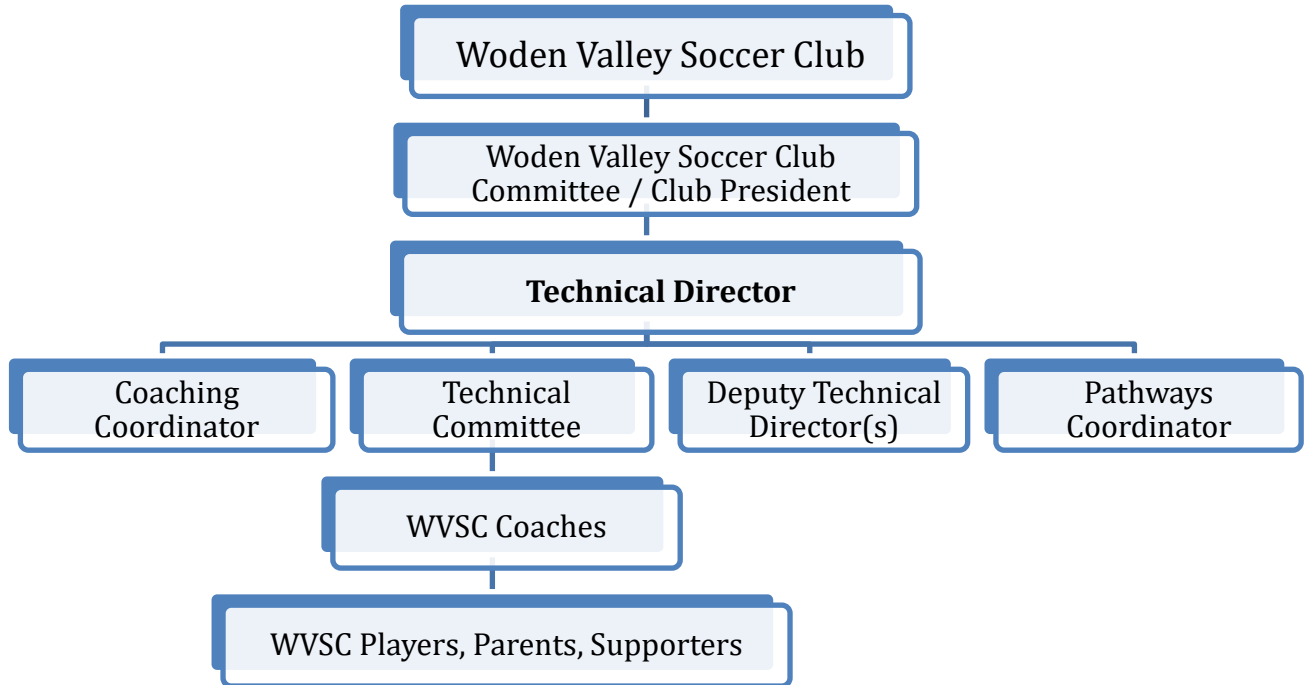 Woden Valley Soccer Club
Woden Valley Soccer Club
Committee / Club President
Technical Director
Coaching
Coordinator
Technical
Committee
Deputy Technical
Director(s)
Pathways
Coordinator
WVSC Coaches
WVSC Players, Parents, Supporters